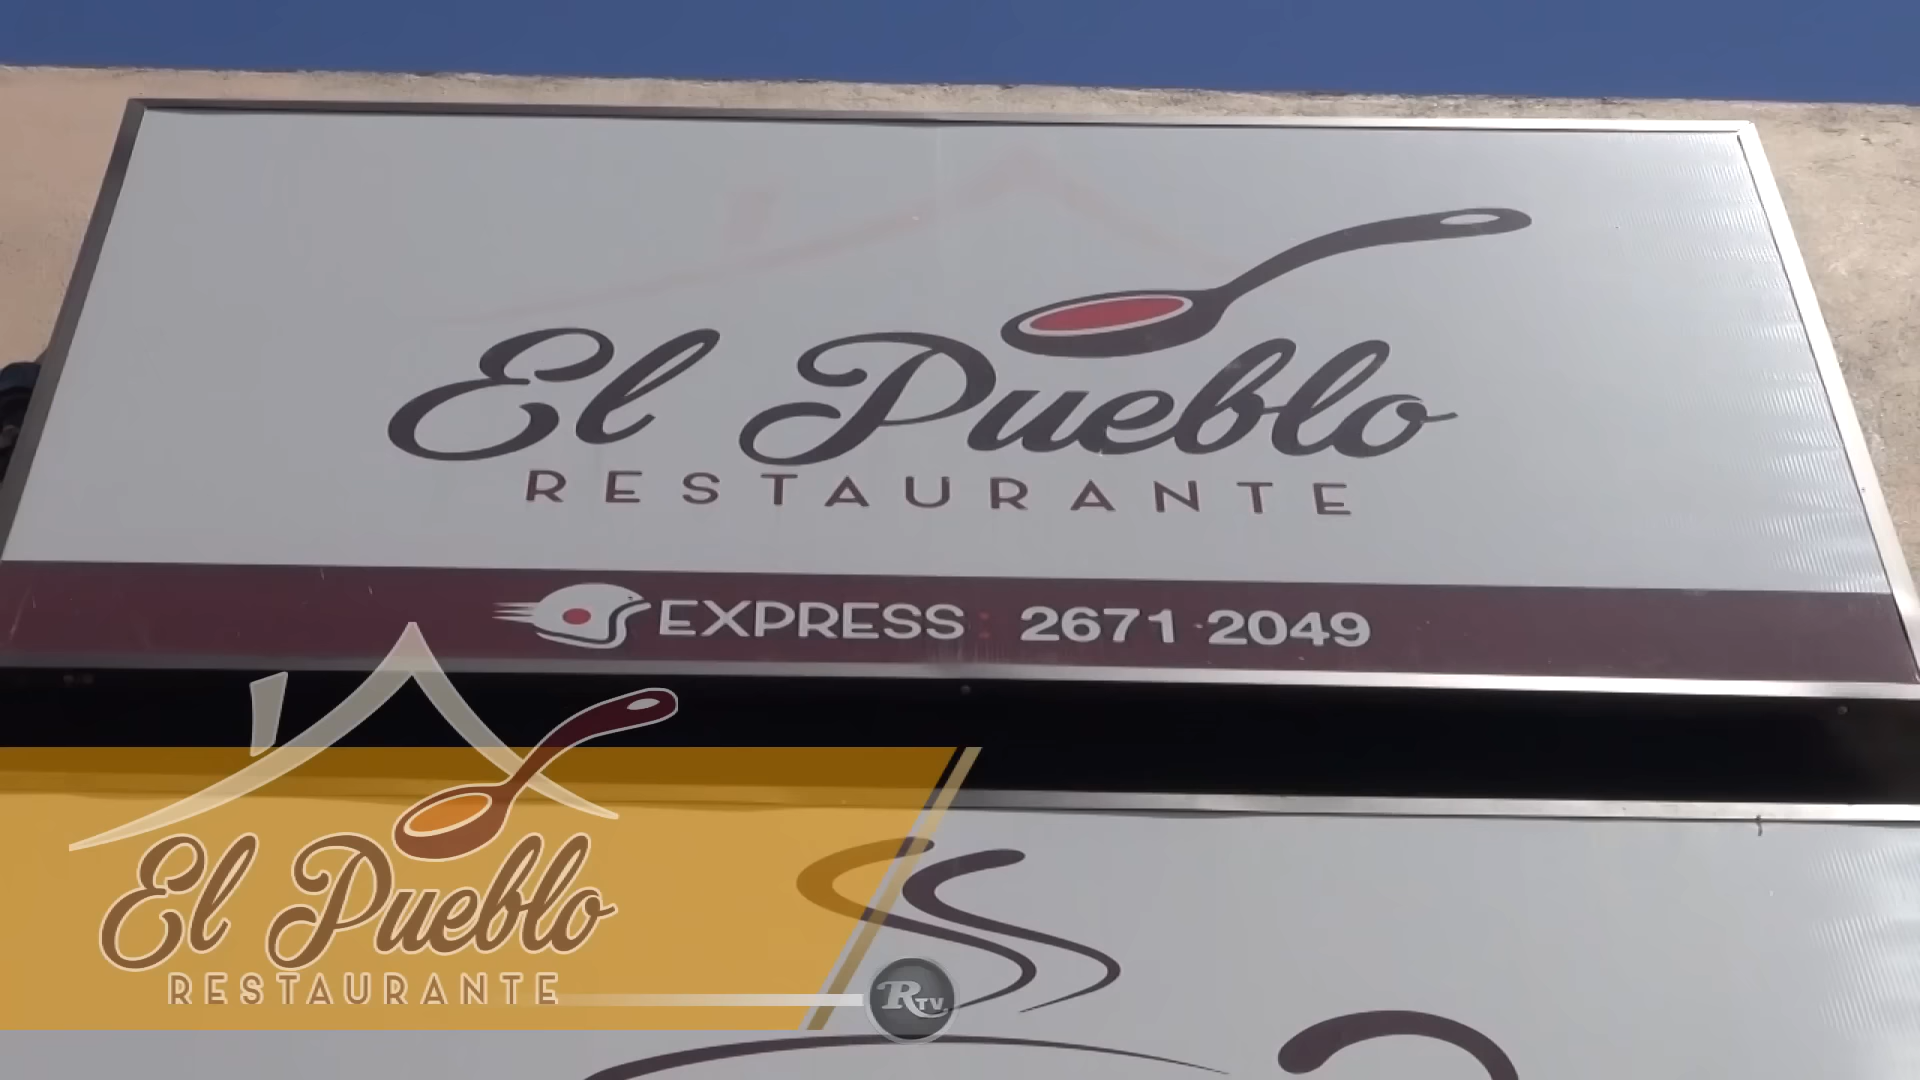 El Pueblo
RESTAURANTE
EXPRESS: 2671 2049
El Pueblo
RESTAURANTE
RTV